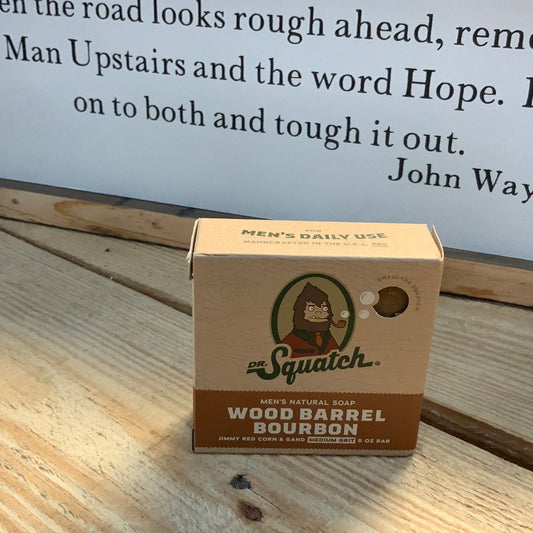 en the road looks rough ahead, reme
Man Upstairs and the word Hope.
on to both and tough it out.
John Way
FOR
MEN'S DAILY USE
HANDCRAFTED IN THE U.S.A.
DR.
Squatch
MEN'S NATURAL SOAP
WOOD BARREL
BOURBON
JIMMY RED CORN & SAND MEDIUM GRIT 5 OZ BAR